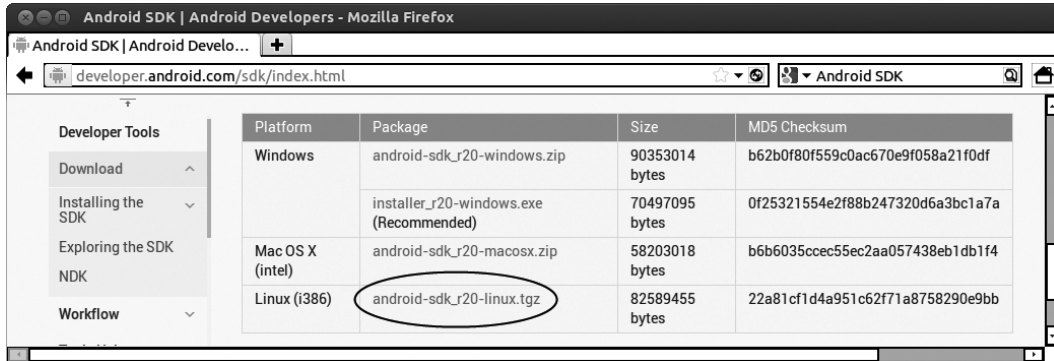 Android SDK | Android Developers - Mozilla Firefox
Android SDK | Android Develo...
developer.android.com/sdk/index.html
Android SDK
Developer Tools
Download
Installing the
SDK
Exploring the SDK
NDK
Workflow
Platform Package Size MD5 Checksum
Windows android-sdk_r20-windows.zip 90353014
bytes b62b0f80f559c0ac670e9f058a21f0df
installer_r20-windows.exe
(Recommended) 70497095
bytes 0f25321554e2f88b247320d6a3bc1a7a
Mac OS X
(intel) android-sdk_r20-macosx.zip 58203018
bytes b6b6035ccec55ec2aa057438eb1db1f4
Linux (i386) android-sdk_r20-linux.tgz 82589455
bytes 22a81cf1d4a951c62f71a8758290e9bb